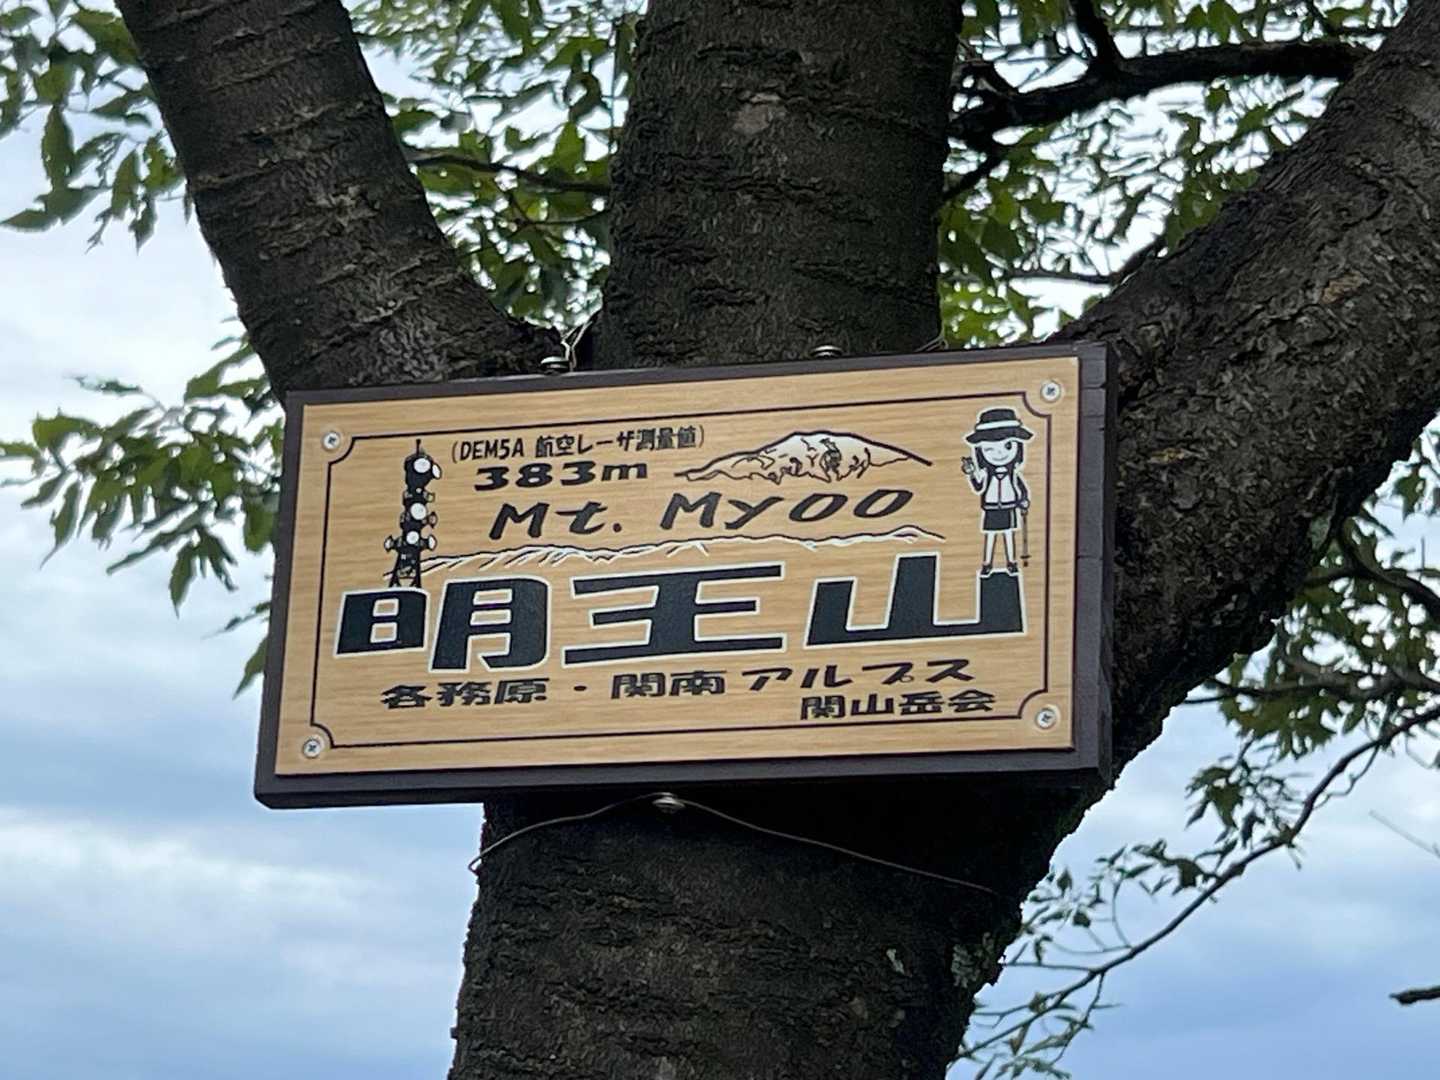 (DEM5A 航空レーザ測量値)
383m
Mt. Myoo
明王山
各務原・関南アルプス
関山岳会